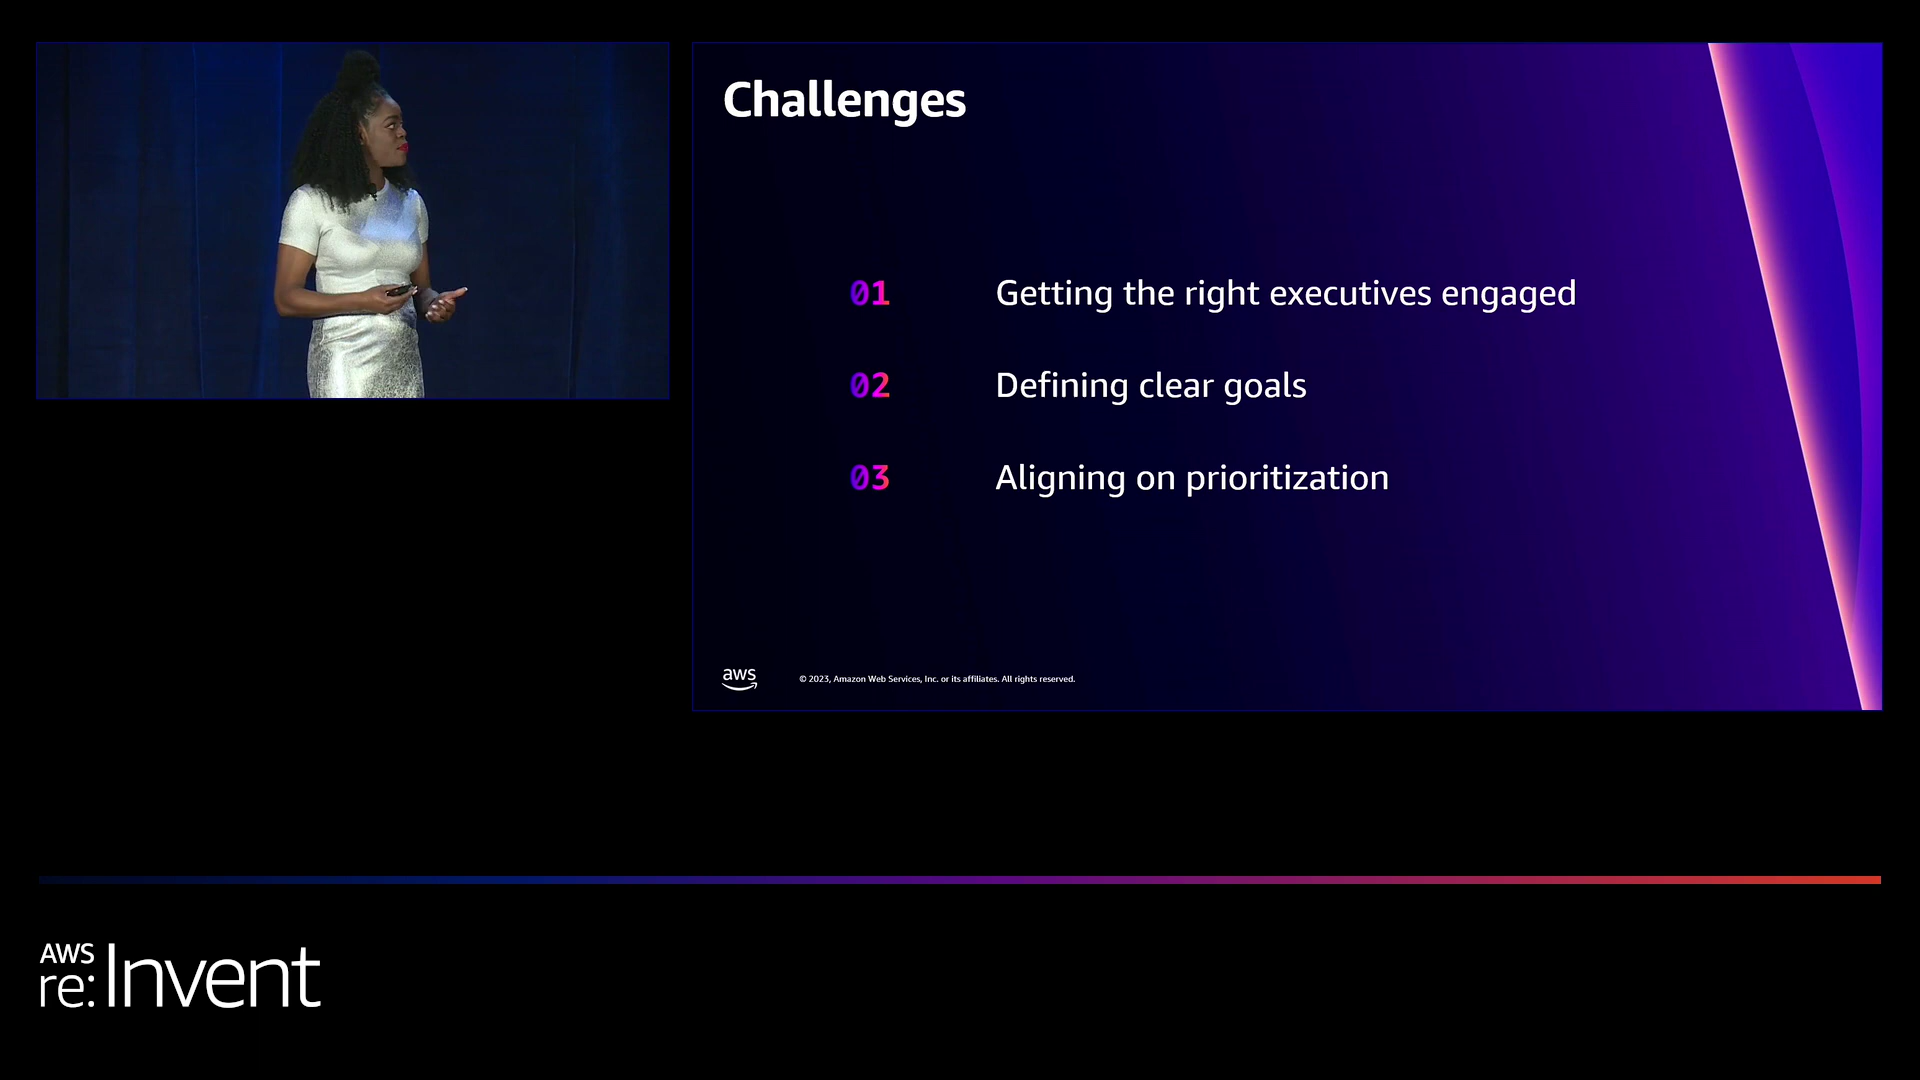 Challenges
01 Getting the right executives engaged
02 Defining clear goals
03 Aligning on prioritization
aws © 2023, Amazon Web Services, Inc. or its affiliates. All rights reserved.
AWS
re:Invent